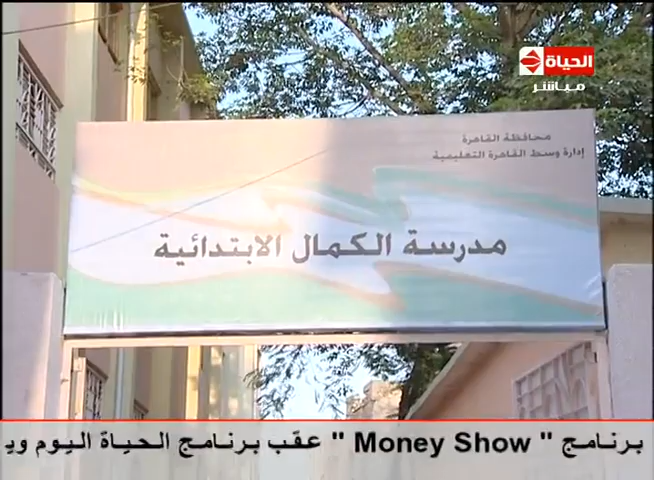 الحياة
مباشر
محافظة القاهرة
إدارة وسط القاهرة التعليمية
مدرسة الكمال الابتدائية
برنامج " Money Show " عقب برنامج الحياة اليوم